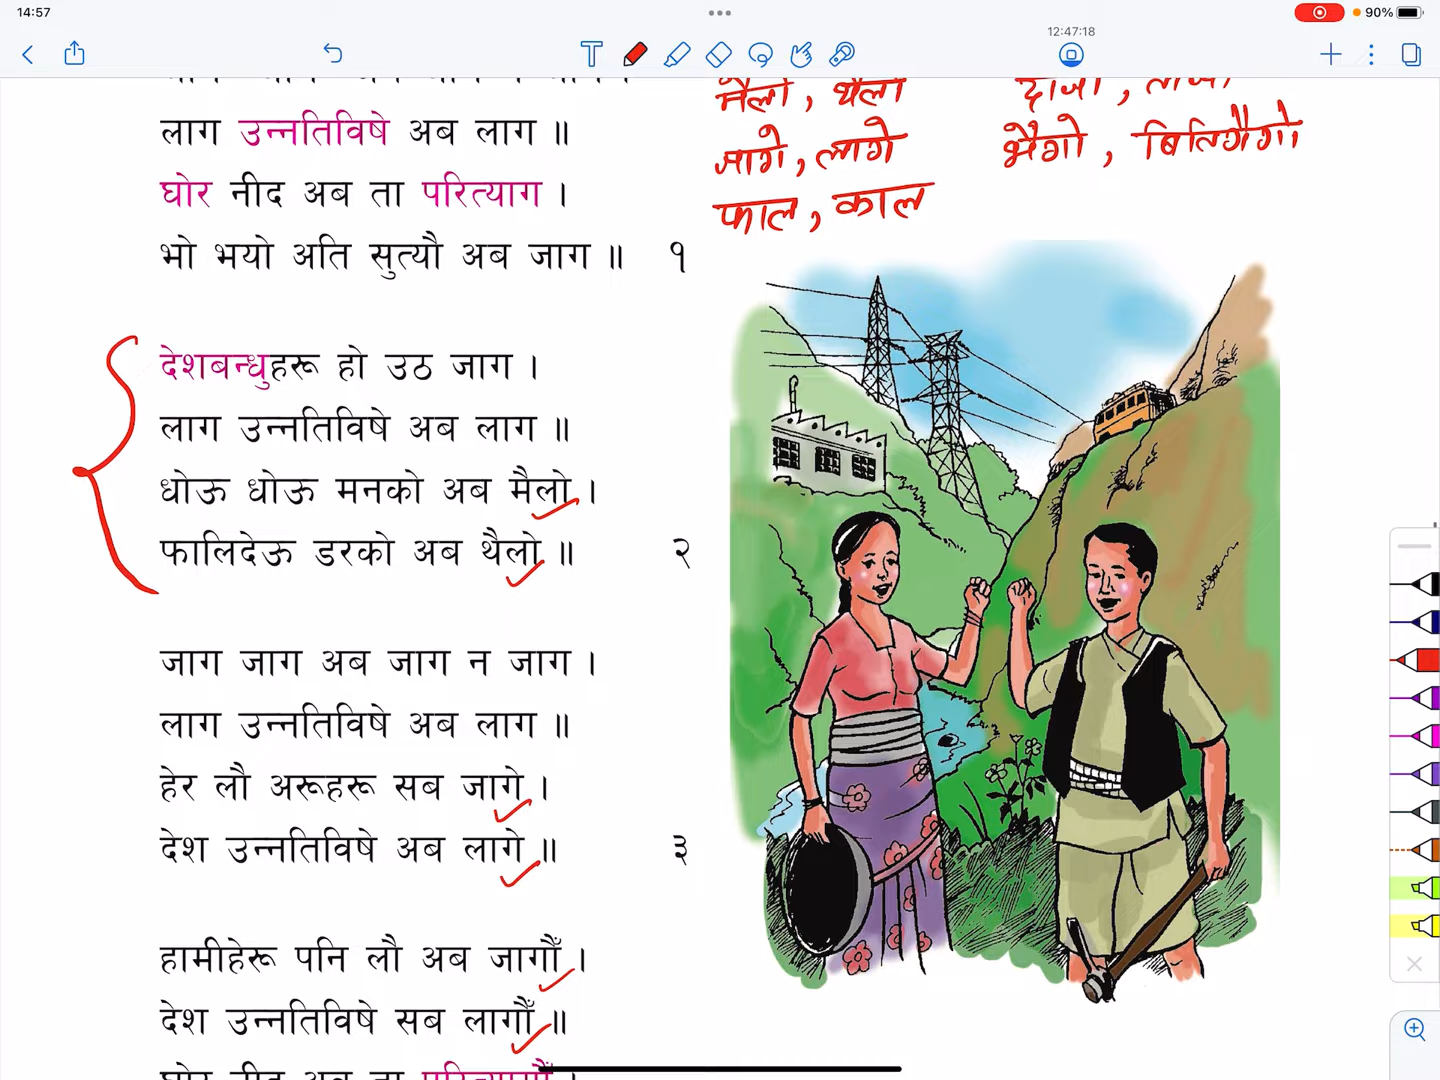 14:57
90%
12:47:18
लाग उन्नतिविषे अब लाग ॥
घोर नीद अब ता परित्याग ।
भो भयो अति सुत्यौ अब जाग ॥ १
देशबन्धुहरू हो उठ जाग ।
लाग उन्नतिविषे अब लाग ॥
धोऊ धोऊ मनको अब मैलो ।
फालिदेऊ डरको अब थैलो ॥ २
जाग जाग अब जाग न जाग ।
लाग उन्नतिविषे अब लाग ॥
हेर लौ अरूहरू सब जागे ।
देश उन्नतिविषे अब लागे ॥ ३
हामीहेरू पनि लौ अब जागौँ ।
देश उन्नतिविषे सब लागौँ ॥
मैलो, थैलो
जागे, लागे
भैगो, बितिगैगो
फाल, काल